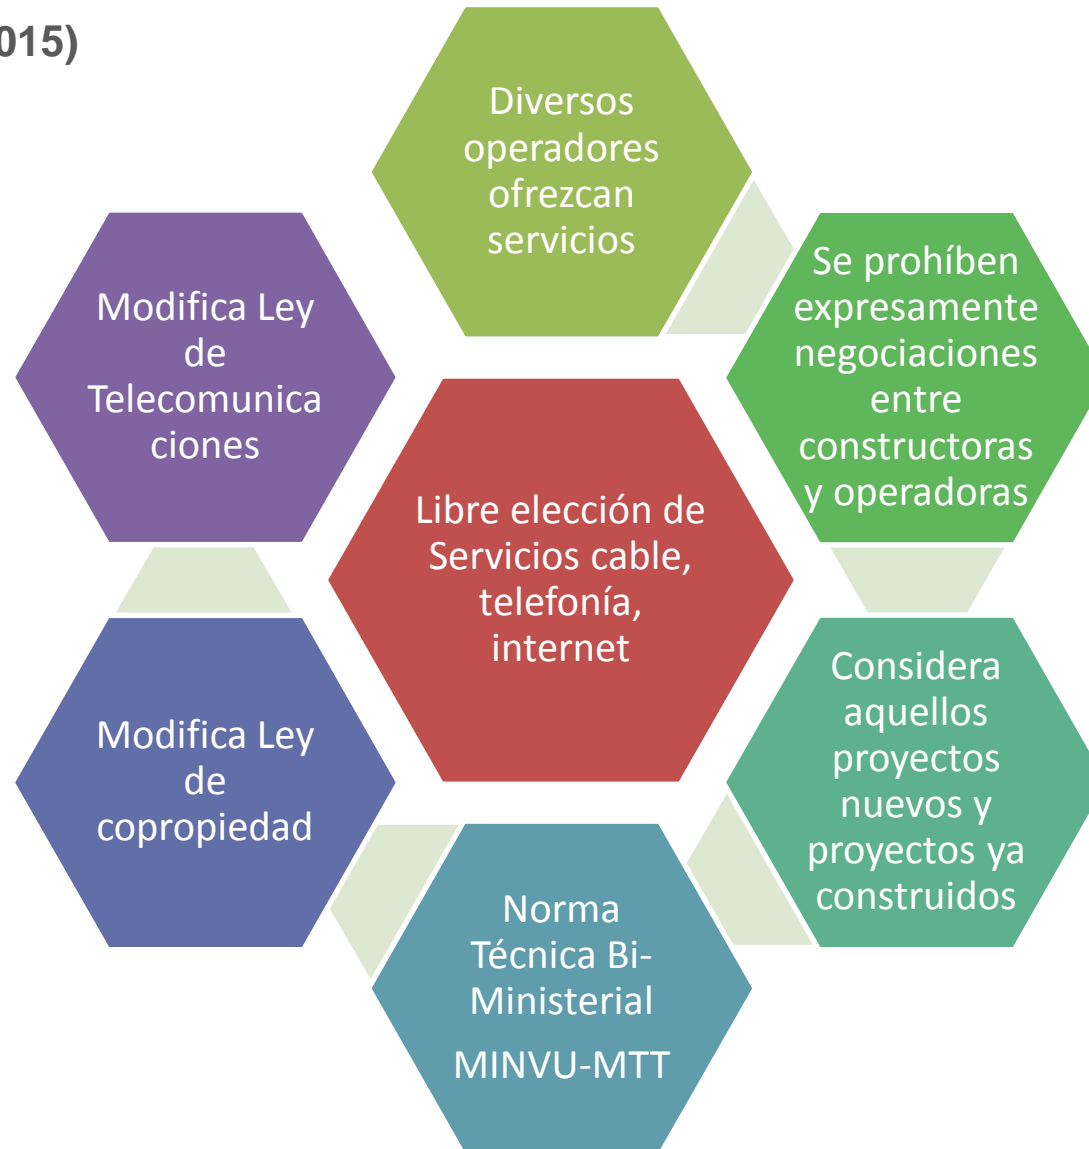 015)
Diversos
operadores
ofrezcan
servicios
Se prohíben
expresamente
negociaciones
entre
constructoras
y operadoras
Considera
aquellos
proyectos
nuevos y
proyectos ya
construidos
Norma
Técnica Bi-
Ministerial
MINVU-MTT
Modifica Ley
de
copropiedad
Modifica Ley
de
Telecomunica
ciones
Libre elección de
Servicios cable,
telefonía,
internet